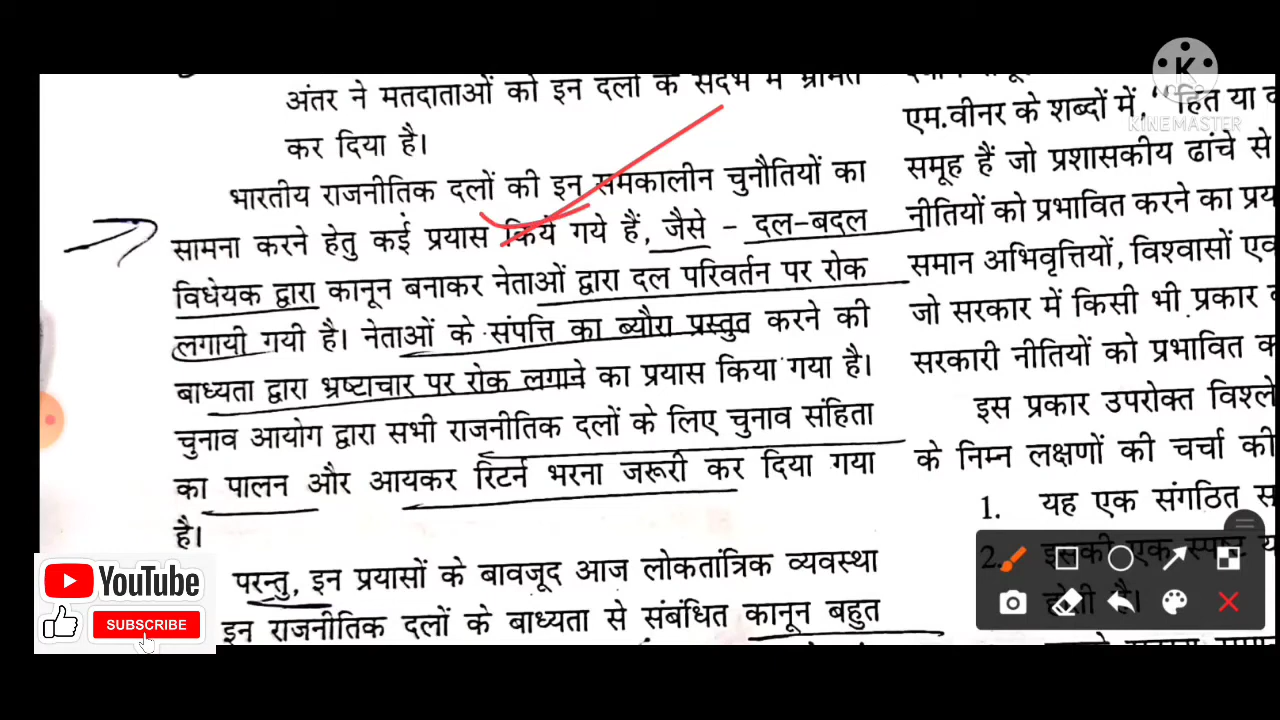 अंतर ने मतदाताओं को इन दलों के संदर्भ में भ्रमित
कर दिया है।
भारतीय राजनीतिक दलों की इन समकालीन चुनौतियों का
सामना करने हेतु कई प्रयास किये गये हैं, जैसे - दल-बदल
विधेयक द्वारा कानून बनाकर नेताओं द्वारा दल परिवर्तन पर रोक
लगायी गयी है। नेताओं के संपत्ति का ब्यौरा प्रस्तुत करने की
बाध्यता द्वारा भ्रष्टाचार पर रोक लगाने का प्रयास किया गया है।
चुनाव आयोग द्वारा सभी राजनीतिक दलों के लिए चुनाव संहिता
का पालन और आयकर रिटर्न भरना जरूरी कर दिया गया
है।
परन्तु, इन प्रयासों के बावजूद आज लोकतांत्रिक व्यवस्था
इन राजनीतिक दलों के बाध्यता से संबंधित कानून बहुत
एम.वीनर के शब्दों में, "हित या
समूह हैं जो प्रशासकीय ढांचे से
नीतियों को प्रभावित करने का
समान अभिवृत्तियों, विश्वासों
जो सरकार में किसी भी प्रकार
सरकारी नीतियों को प्रभावित
इस प्रकार उपरोक्त
के निम्न लक्षणों की चर्चा की
1. यह एक संगठित
2. इसकी एक स्पष्ट
होती है।
K
KINEMASTER
YouTube
SUBSCRIBE